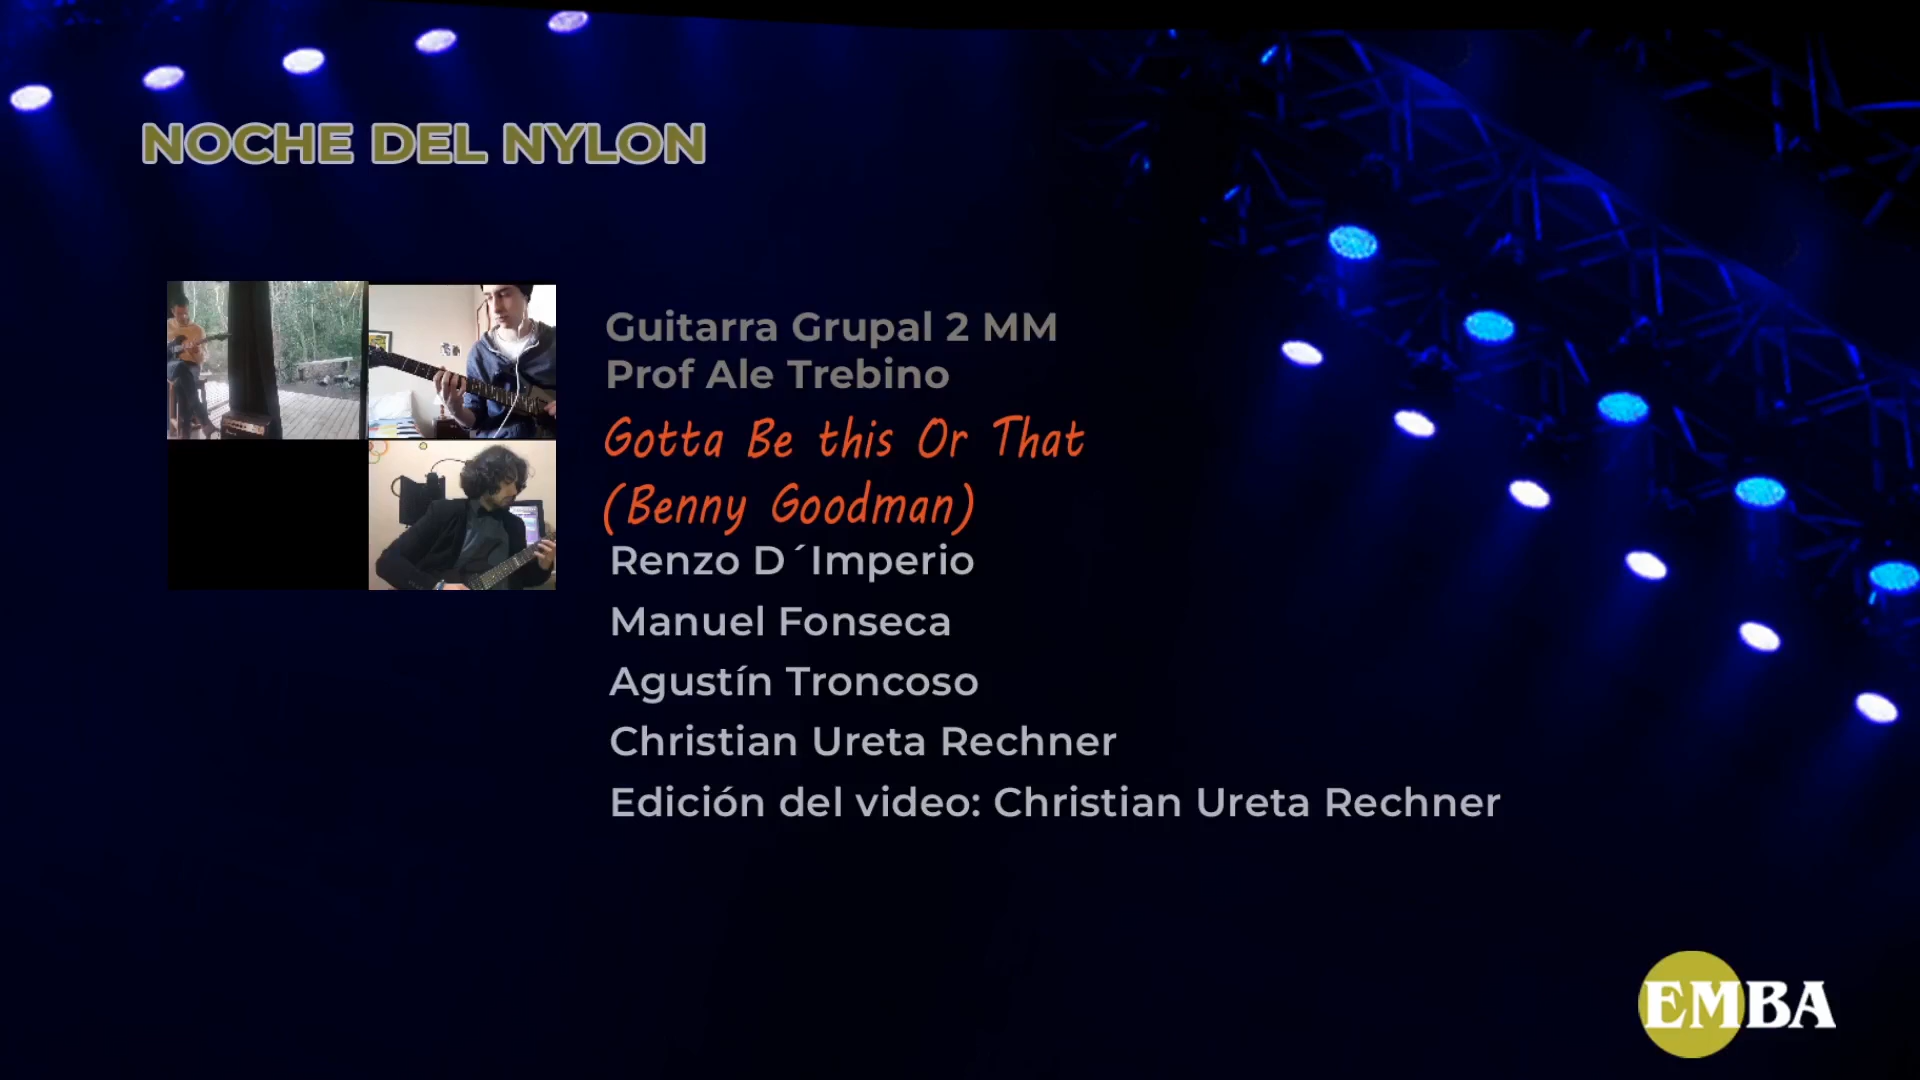 NOCHE DEL NYLON
Guitarra Grupal 2 MM
Prof Ale Trebino
Gotta Be this Or That
(Benny Goodman)
Renzo D´Imperio
Manuel Fonseca
Agustín Troncoso
Christian Ureta Rechner
Edición del video: Christian Ureta Rechner
EMBA